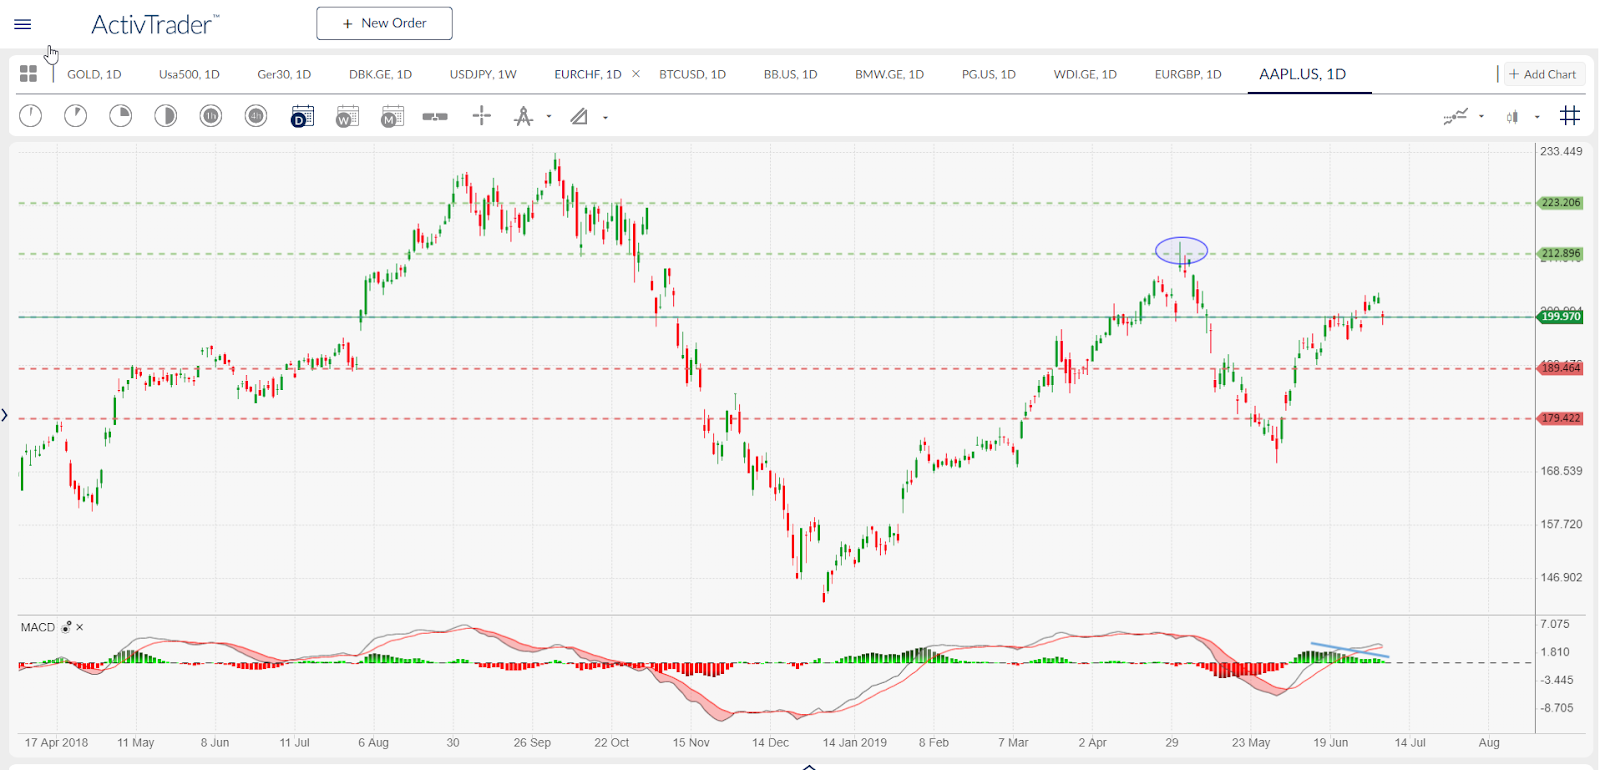 ActivTrader™
+ New Order
GOLD, 1D Usa500, 1D Ger30, 1D DBK.GE, 1D USDJPY, 1W EURCHF, 1D × BTCUSD, 1D BB.US, 1D BMW.GE, 1D PG.US, 1D WDI.GE, 1D EURGBP, 1D AAPL.US, 1D + Add Chart
1h 4h D W M
233.449
223.206
212.896
199.970
189.464
179.422
168.539
157.720
146.902
MACD ×
7.075
1.810
-3.445
-8.705
17 Apr 2018 11 May 8 Jun 11 Jul 6 Aug 30 26 Sep 22 Oct 15 Nov 14 Dec 14 Jan 2019 8 Feb 7 Mar 2 Apr 29 23 May 19 Jun 14 Jul Aug